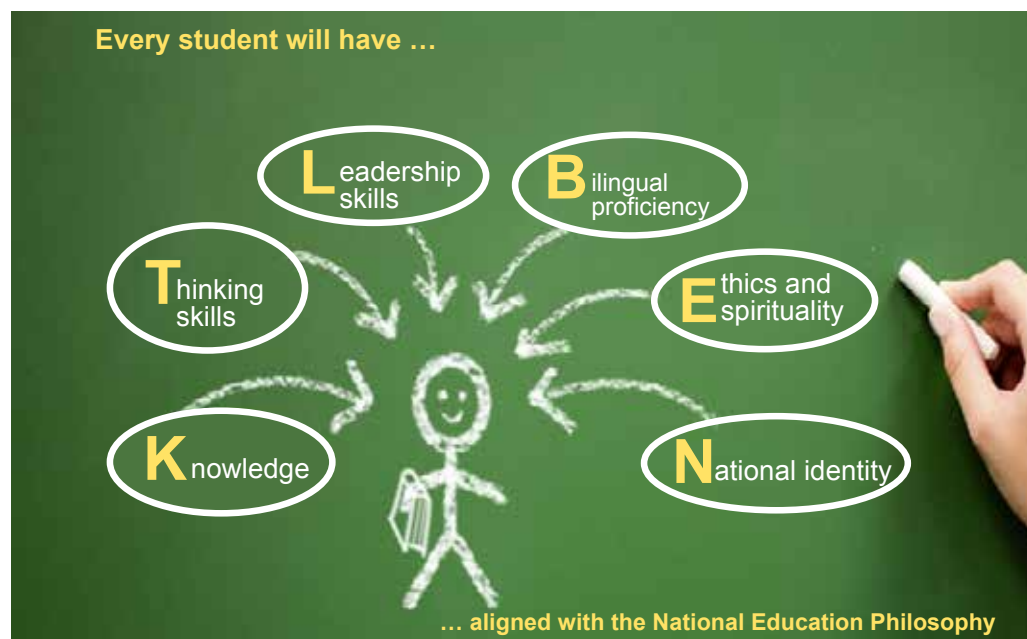 Every student will have ...
Leadership
skills
Bilingual
proficiency
Thinking
skills
Ethics and
spirituality
Knowledge
National identity
... aligned with the National Education Philosophy